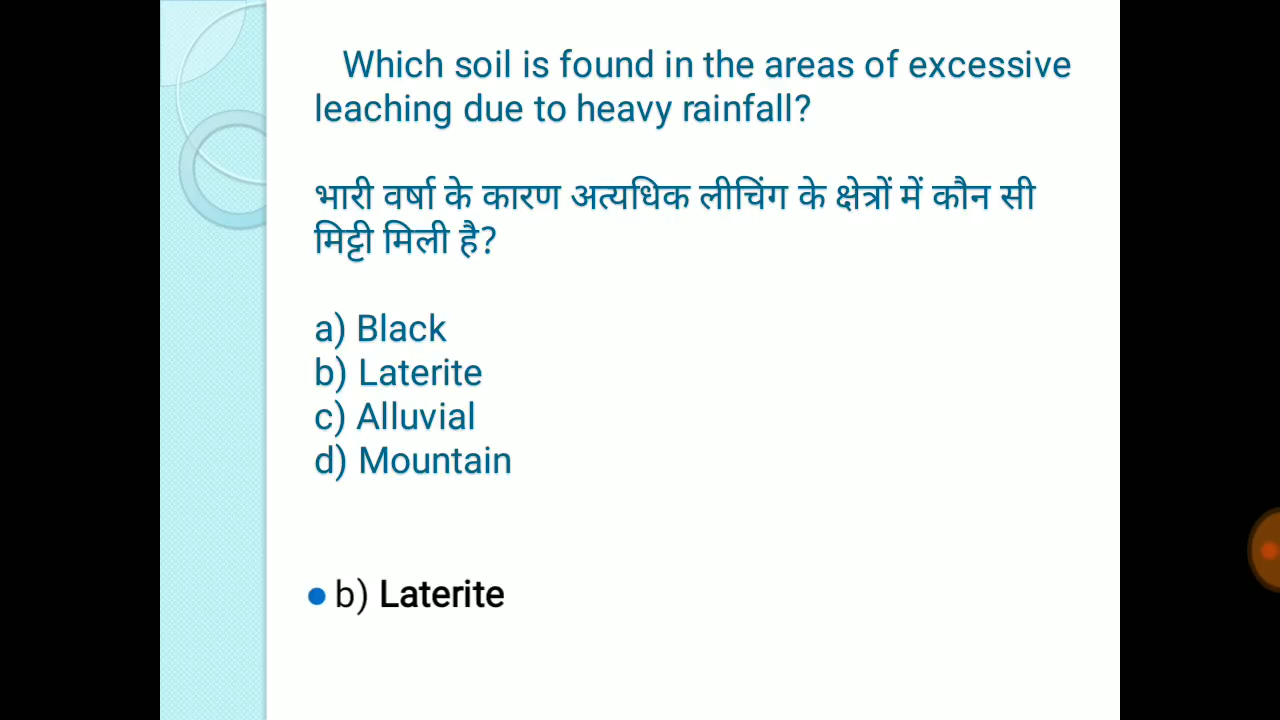 Which soil is found in the areas of excessive
leaching due to heavy rainfall?
भारी वर्षा के कारण अत्यधिक लीचिंग के क्षेत्रों में कौन सी
मिट्टी मिली है?
a) Black
b) Laterite
c) Alluvial
d) Mountain
b) Laterite